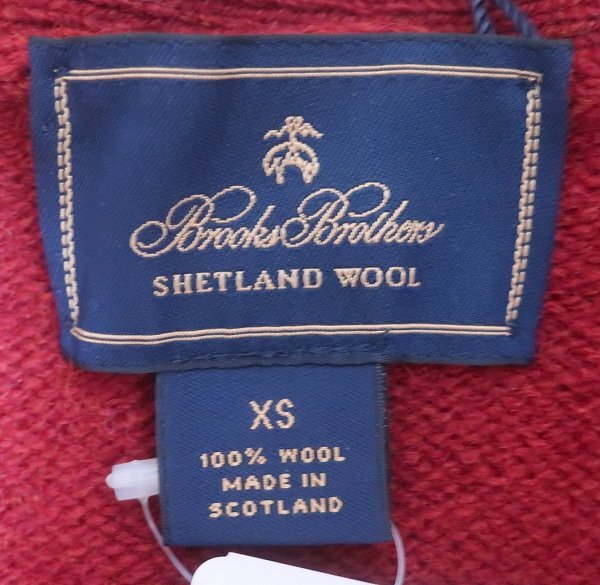 Brooks Brothers
SHETLAND WOOL
XS
100% WOOL
MADE IN
SCOTLAND